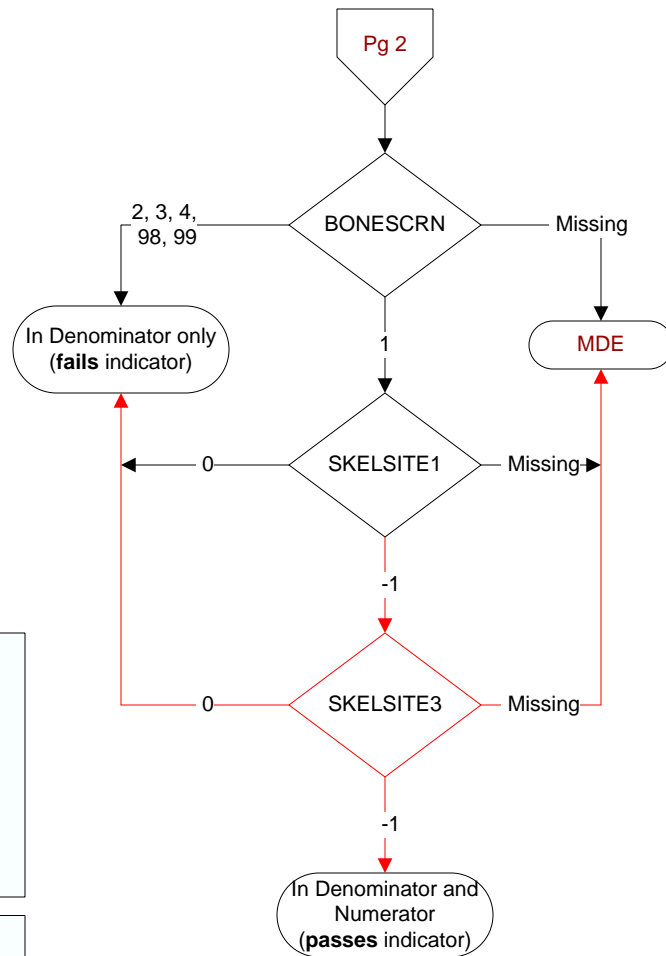 Pg 2
BONESCRN
2, 3, 4,
98, 99
Missing
In Denominator only
(fails indicator)
MDE
1
SKELSITE1
0
Missing
-1
SKELSITE3
0
Missing
-1
In Denominator and
Numerator
(passes indicator)